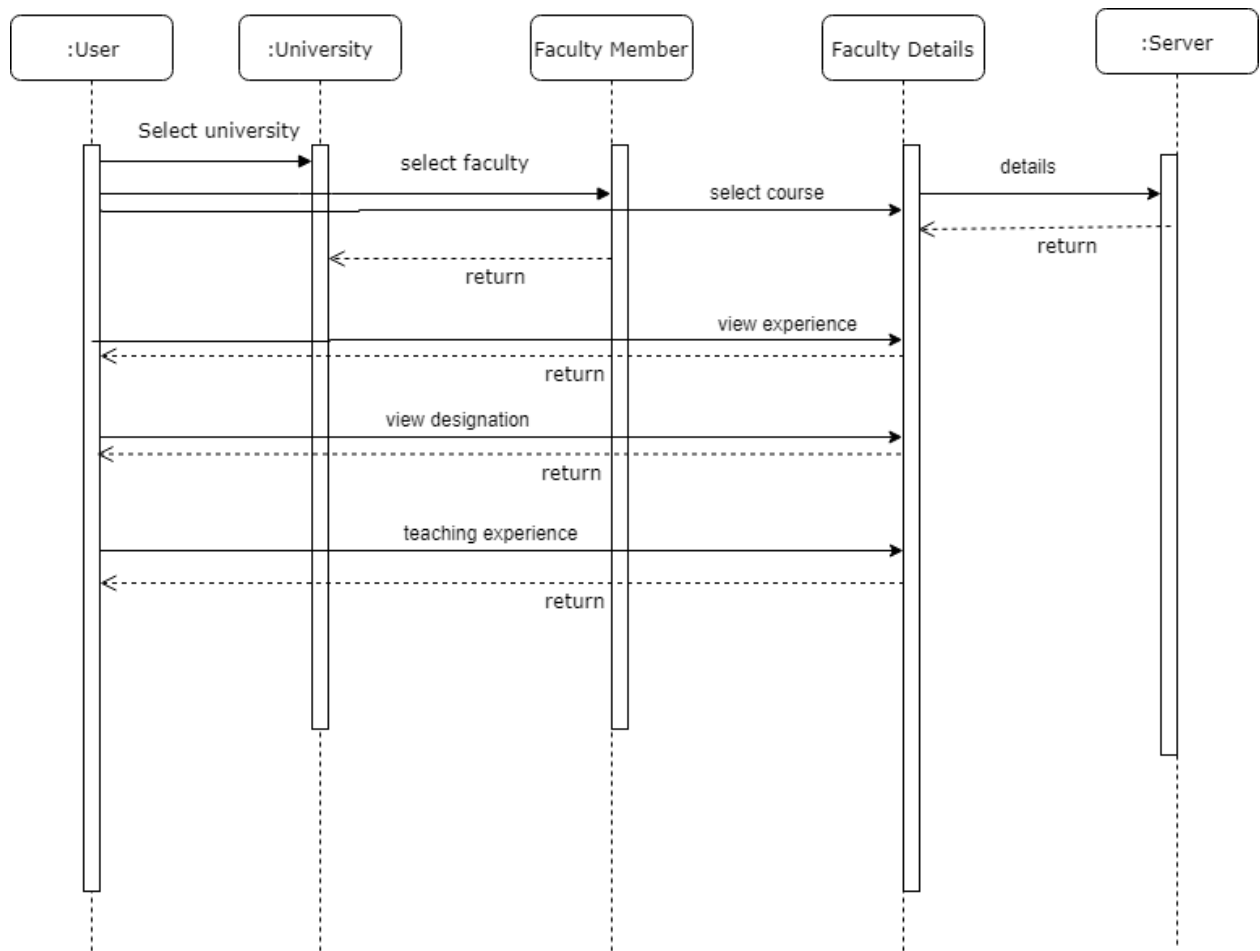 :User
:University
Faculty Member
Faculty Details
:Server
Select university
select faculty
details
select course
return
return
view experience
return
view designation
return
teaching experience
return